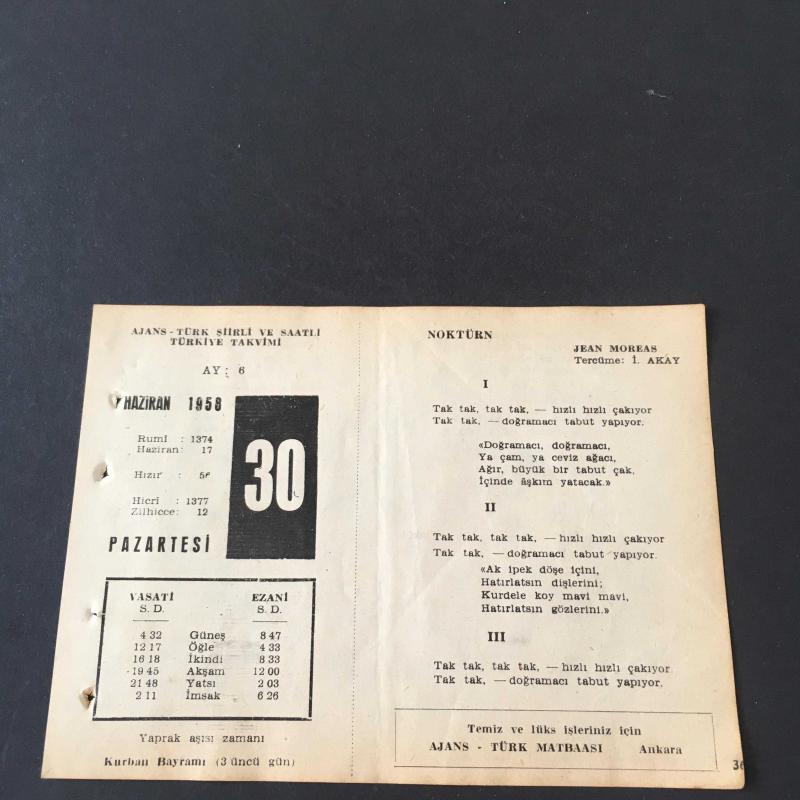 AJANS - TÜRK ŞİİRLİ VE SAATLİ
TÜRKİYE TAKVİMİ
AY : 6
HAZİRAN 1958
Rumî : 1374
Haziran: 17
Hızır : 56
Hicrî : 1377
Zilhicce: 12
30
PAZARTESİ
VASATİ EZANİ
S. D. S. D.
4 32 Güneş 8 47
12 17 Öğle 4 33
16 18 İkindi 8 33
19 45 Akşam 12 00
21 48 Yatsı 2 03
2 11 İmsak 6 26
Yaprak aşısı zamanı
Kurban Bayramı (3 üncü gün)
NOKTÜRN
JEAN MOREAS
Tercüme: İ. AKAY
I
Tak tak, tak tak, — hızlı hızlı çakıyor
Tak tak, — doğramacı tabut yapıyor.
«Doğramacı, doğramacı,
Ya çam, ya ceviz ağacı,
Ağır, büyük bir tabut çak,
İçinde âşkım yatacak.»
II
Tak tak, tak tak, — hızlı hızlı çakıyor
Tak tak, — doğramacı tabut yapıyor.
«Ak ipek döşe içini,
Hatırlatsın dişlerini;
Kurdele koy mavi mavi,
Hatırlatsın gözlerini.»
III
Tak tak, tak tak, — hızlı hızlı çakıyor
Tak tak, — doğramacı tabut yapıyor.
Temiz ve lüks işleriniz için
AJANS - TÜRK MATBAASI Ankara